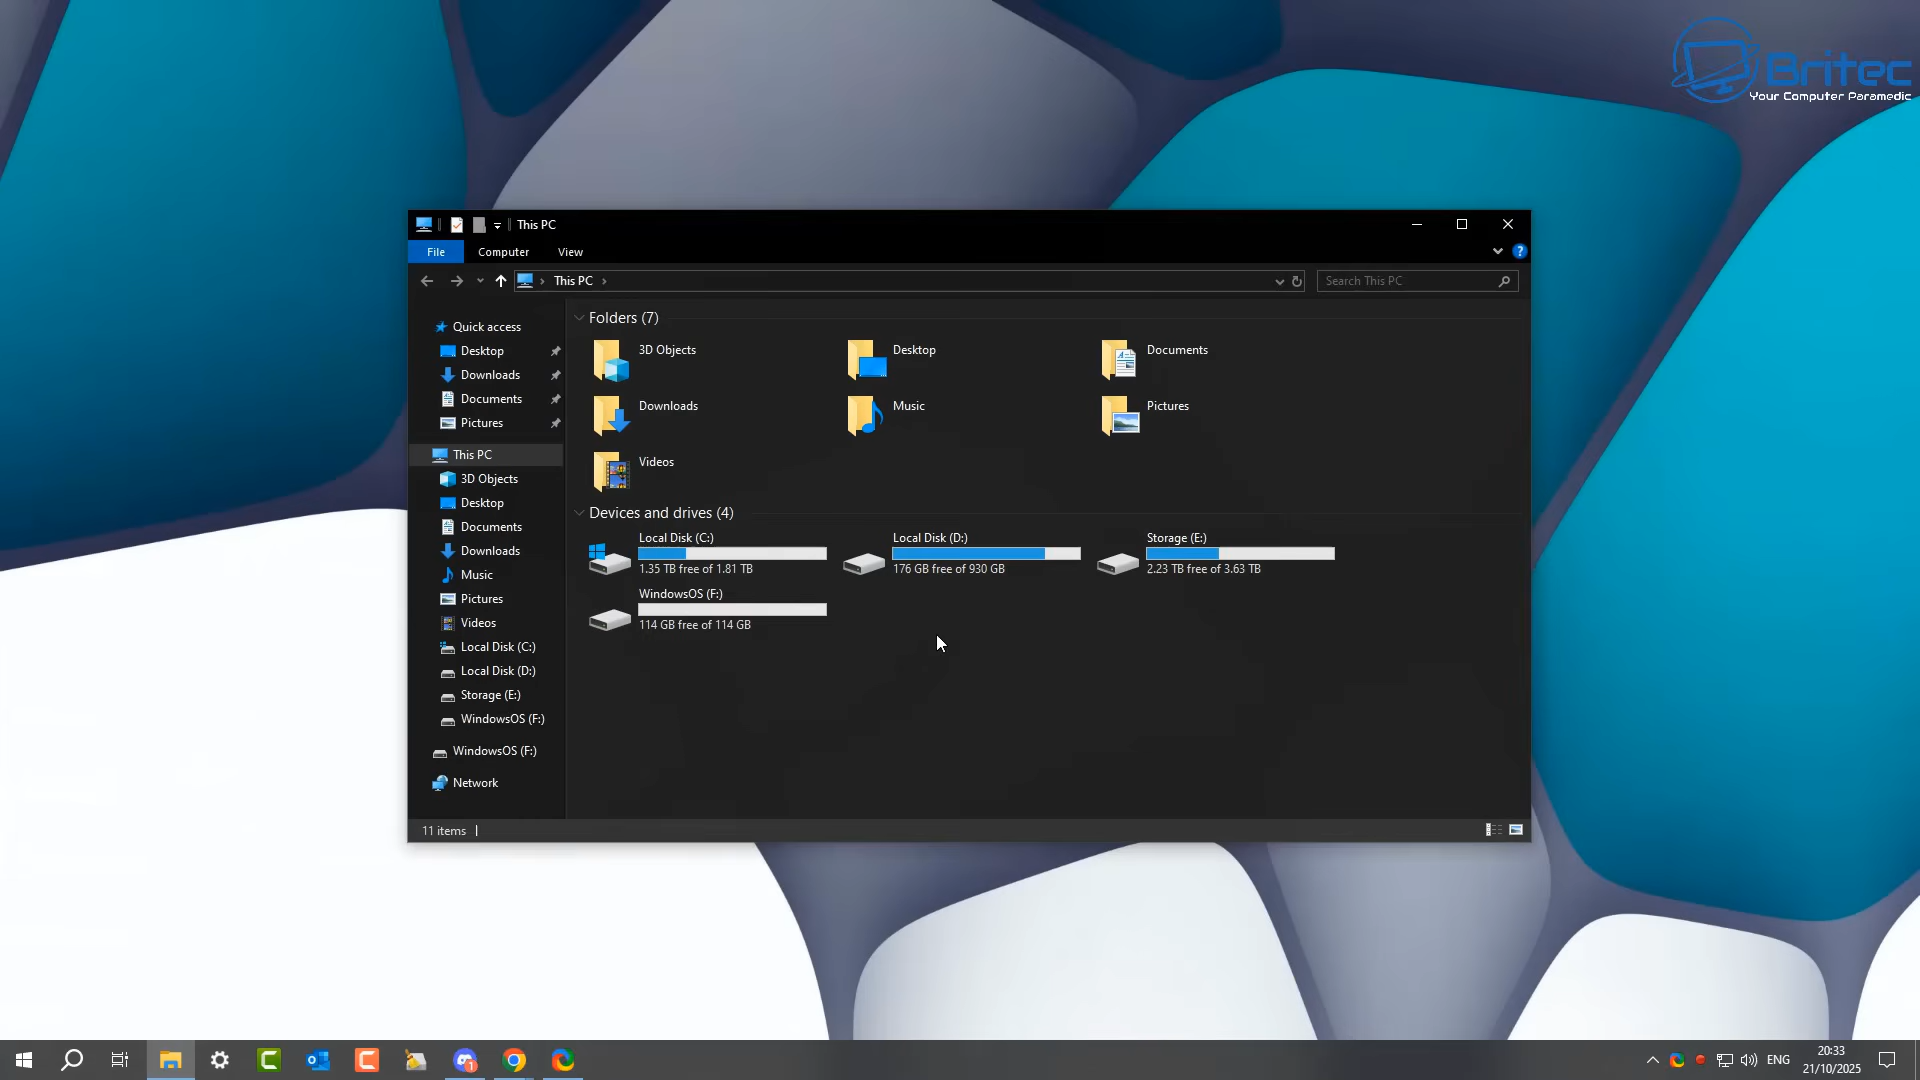 Britec
Your Computer Paramedic
This PC
File Computer View
This PC
Search This PC
Quick access
Desktop
Downloads
Documents
Pictures
This PC
3D Objects
Desktop
Documents
Downloads
Music
Pictures
Videos
Local Disk (C:)
Local Disk (D:)
Storage (E:)
WindowsOS (F:)
WindowsOS (F:)
Network
Folders (7)
3D Objects
Desktop
Documents
Downloads
Music
Pictures
Videos
Devices and drives (4)
Local Disk (C:)
1.35 TB free of 1.81 TB
Local Disk (D:)
176 GB free of 930 GB
Storage (E:)
2.23 TB free of 3.63 TB
WindowsOS (F:)
114 GB free of 114 GB
11 items
1
ENG
20:33
21/10/2025